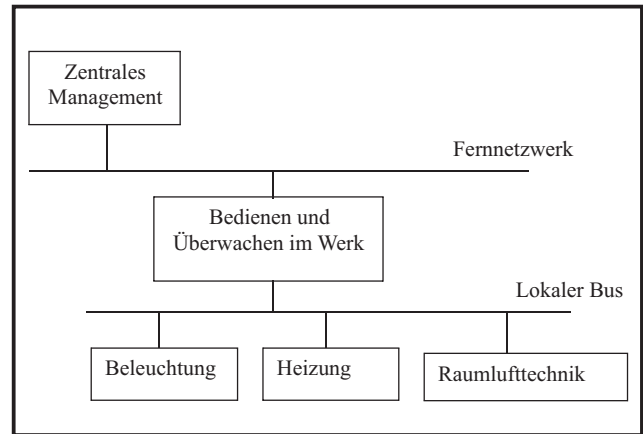 Zentrales
Management
Fernnetzwerk
Bedienen und
Überwachen im Werk
Lokaler Bus
Beleuchtung
Heizung
Raumlufttechnik